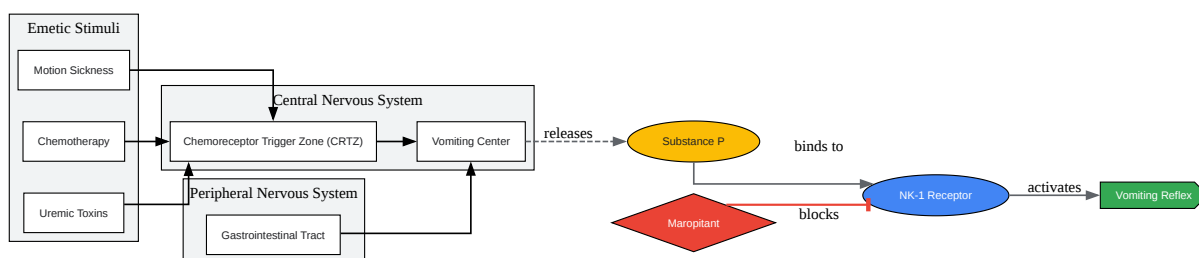 Emetic Stimuli
Motion Sickness
Chemotherapy
Uremic Toxins
Central Nervous System
Chemoreceptor Trigger Zone (CRTZ)
Vomiting Center
Peripheral Nervous System
Gastrointestinal Tract
releases
Substance P
binds to
Maropitant
blocks
NK-1 Receptor
activates
Vomiting Reflex